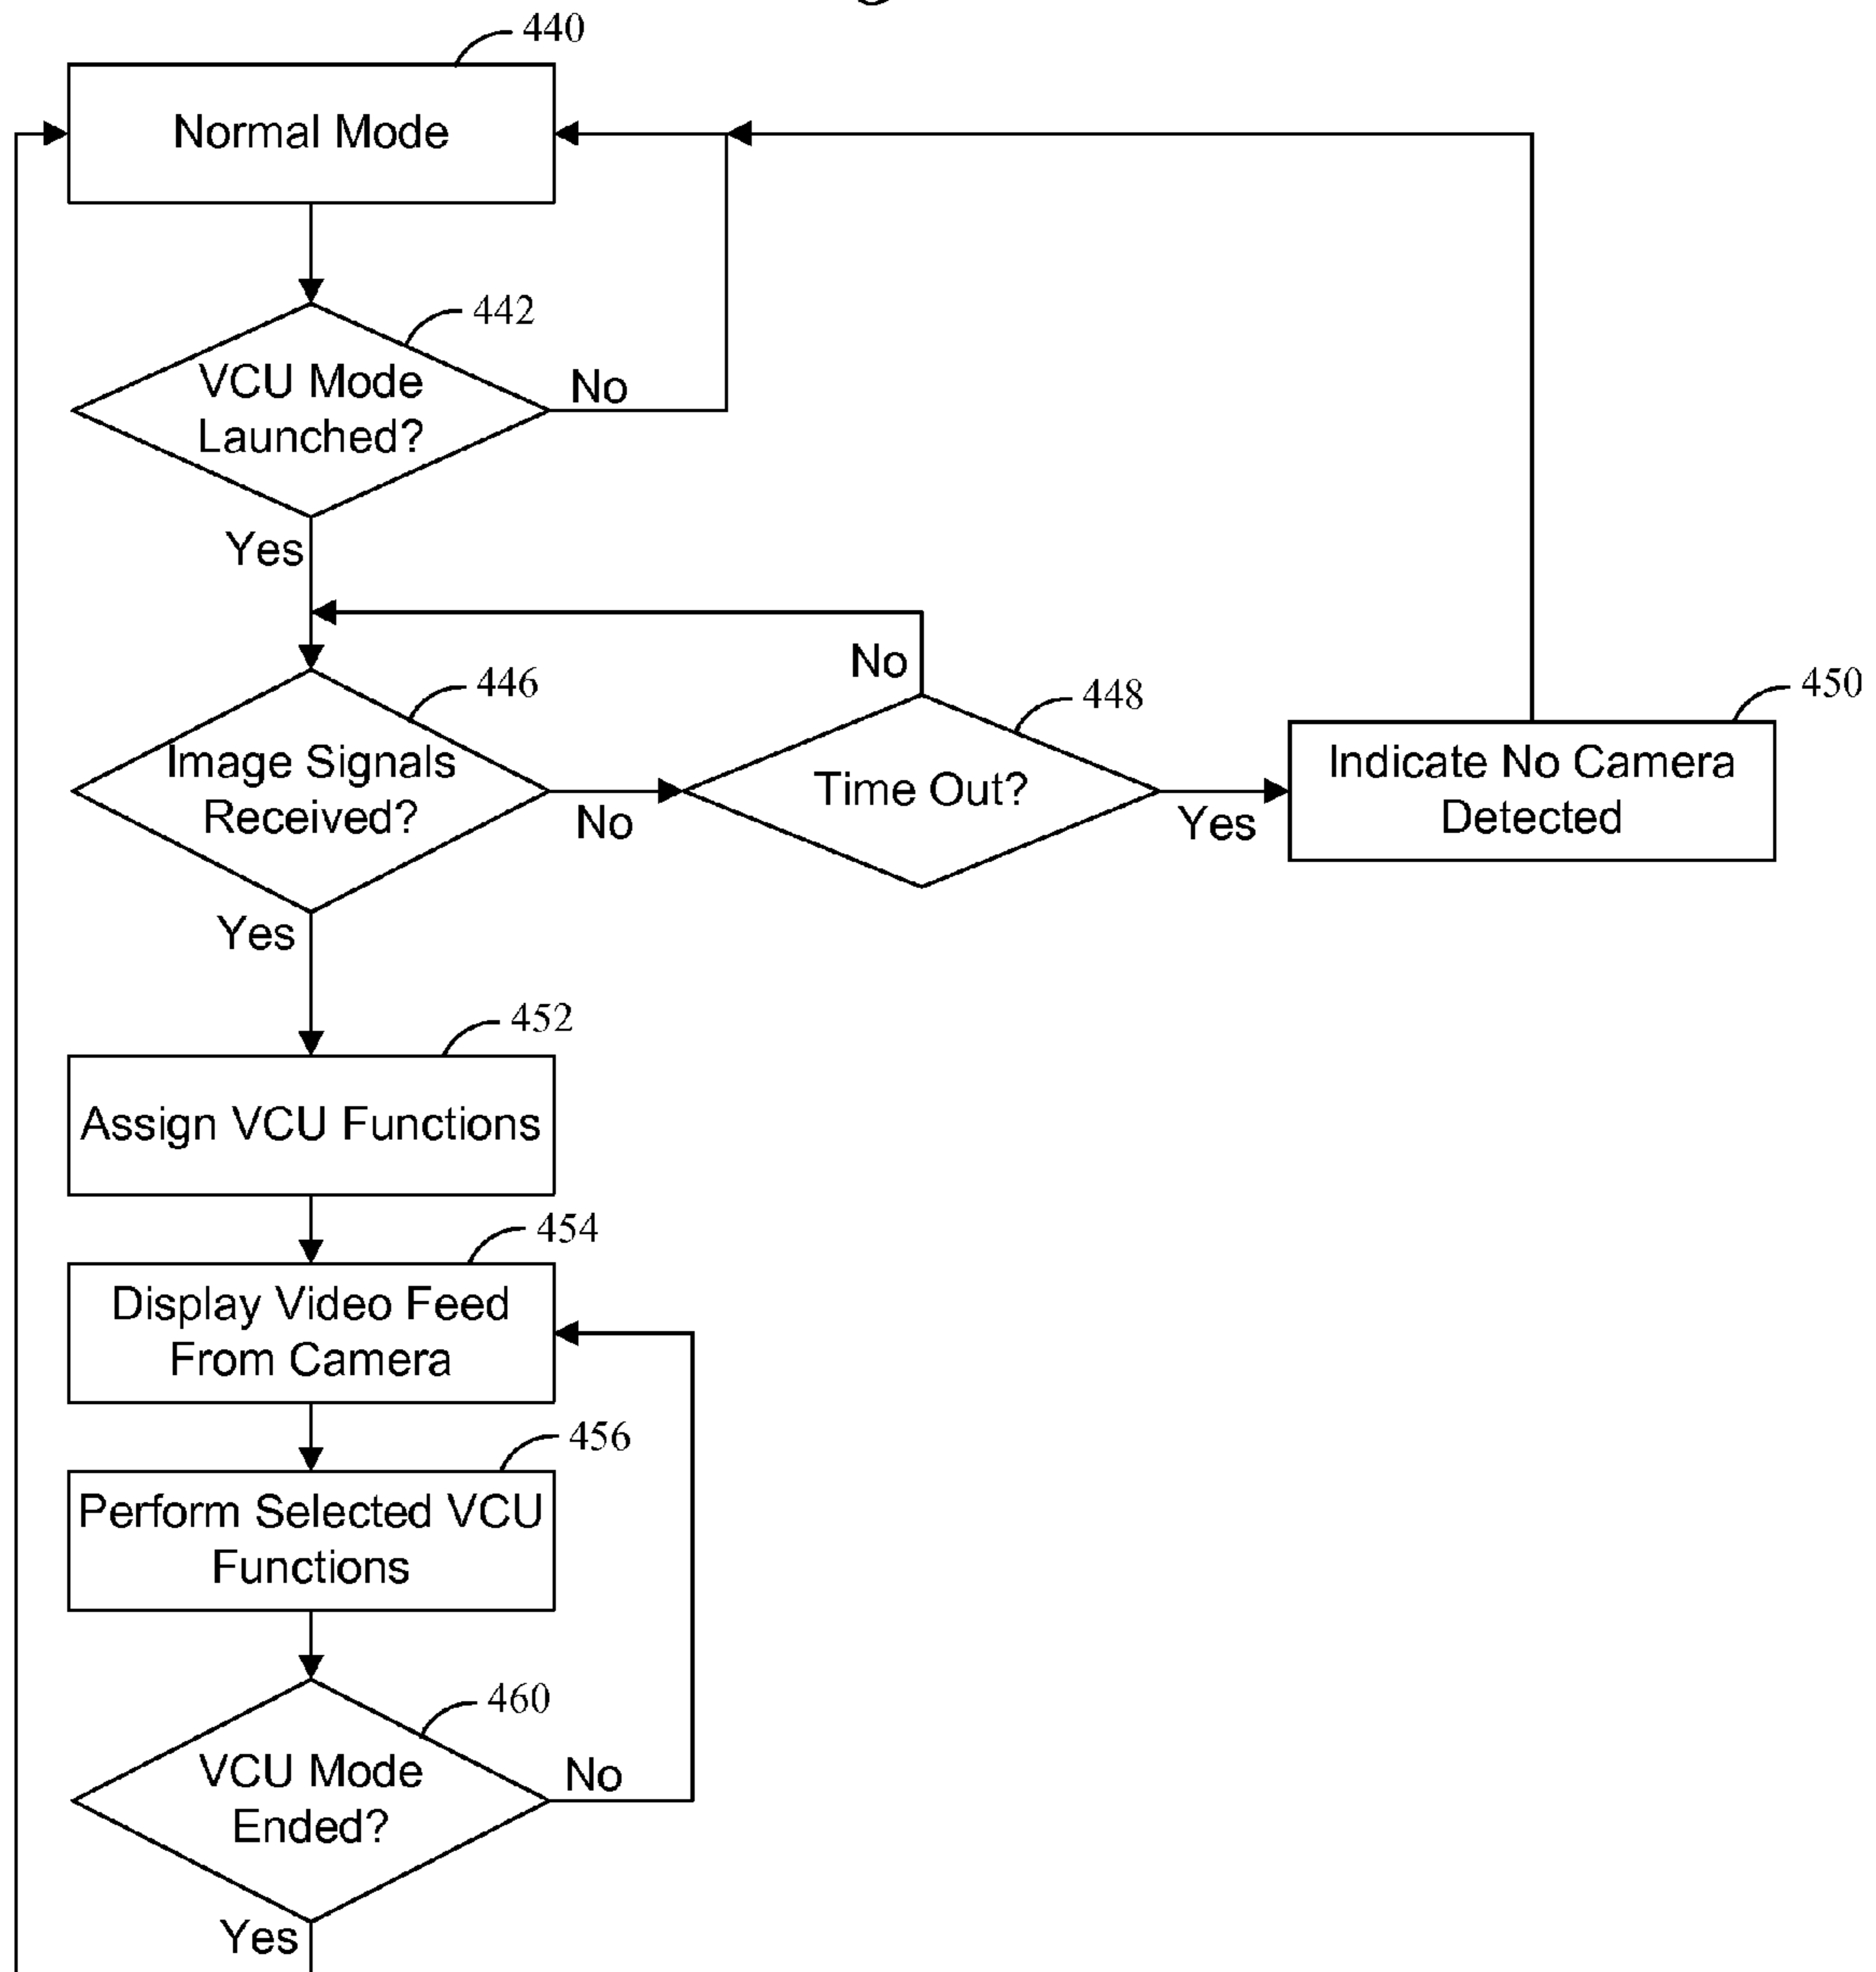 440
Normal Mode
442
VCU Mode
Launched?
No
Yes
No
446
448
450
Image Signals
Received?
No
Time Out?
Yes
Indicate No Camera
Detected
Yes
452
Assign VCU Functions
454
Display Video Feed
From Camera
456
Perform Selected VCU
Functions
460
VCU Mode
Ended?
No
Yes